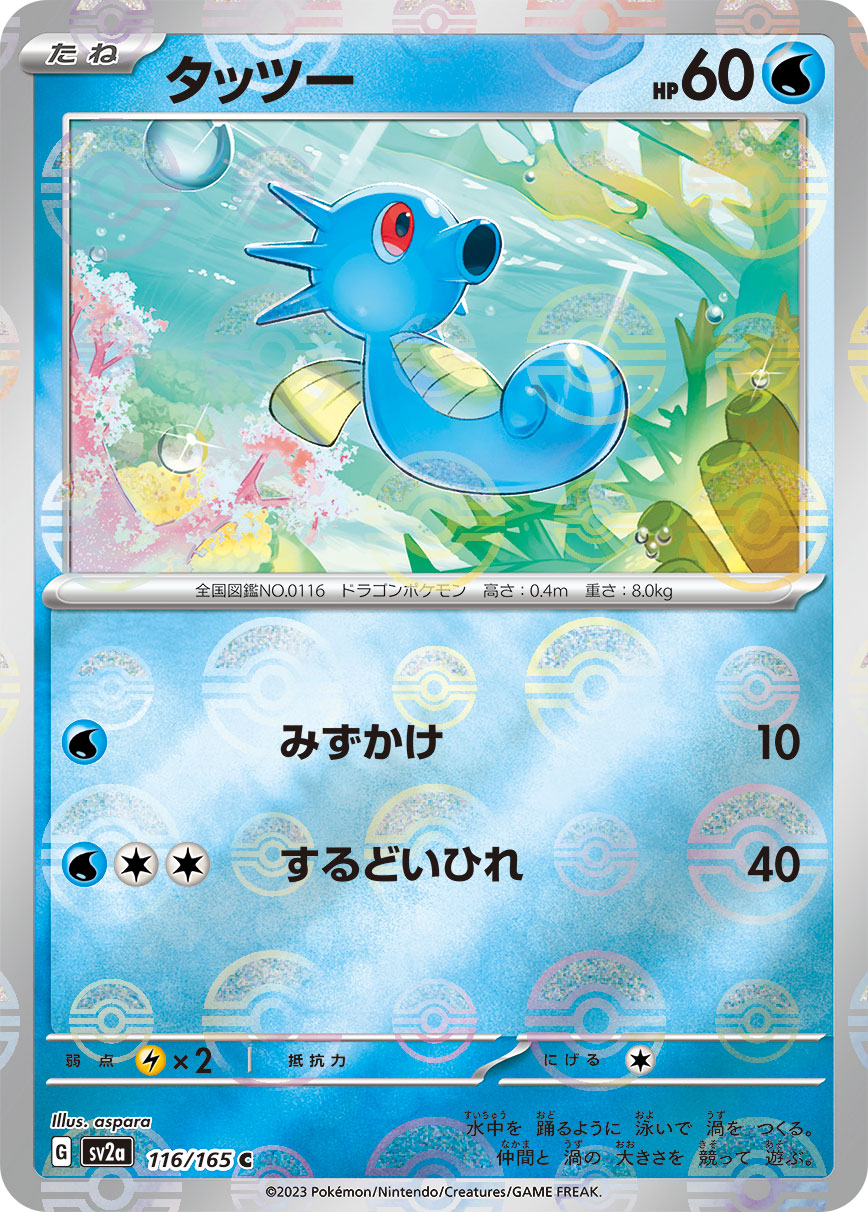 たね
タッツー
HP60
全国図鑑NO.0116 ドラゴンポケモン 高さ:0.4m 重さ:8.0kg
みずかけ 10
するどいひれ 40
弱点 ×2 抵抗力 にげる
Illus. aspara
G sv2a 116/165 C
水中を 踊るように 泳いで 渦を つくる。
仲間と 渦の 大きさを 競って 遊ぶ。
©2023 Pokémon/Nintendo/Creatures/GAME FREAK.